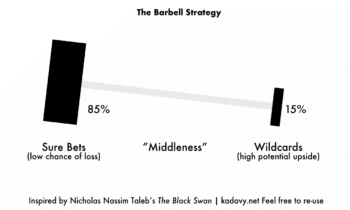 The Barbell Strategy
85%
15%
Sure Bets
(low chance of loss)
"Middleness"
Wildcards
(high potential upside)
Inspired by Nicholas Nassim Taleb's The Black Swan | kadavy.net Feel free to re-use